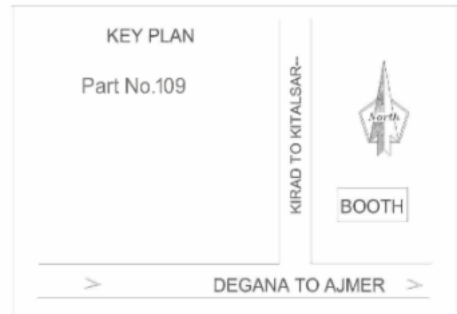 KEY PLAN
Part No.109
KIRAD TO KITALSAR--
North
BOOTH
> DEGANA TO AJMER >